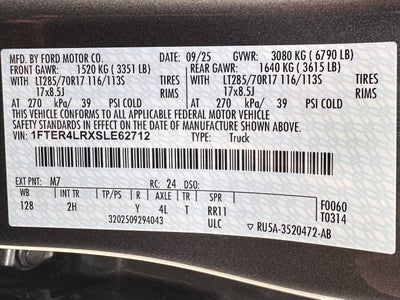 MFD. BY FORD MOTOR CO. 09/25 GVWR: 3080 KG ( 6790 LB)
FRONT GAWR: 1520 KG ( 3351 LB) REAR GAWR: 1640 KG ( 3615 LB)
WITH LT285/70R17 116/113S TIRES WITH LT285/70R17 116/113S TIRES
17x8.5J RIMS 17x8.5J RIMS
AT 270 kPa/ 39 PSI COLD AT 270 kPa/ 39 PSI COLD
THIS VEHICLE CONFORMS TO ALL APPLICABLE FEDERAL MOTOR VEHICLE
SAFETY STANDARDS IN EFFECT ON THE DATE OF MANUFACTURE SHOWN ABOVE.
VIN: 1FTER4LRXSLE62712 TYPE: Truck
EXT PNT: M7 RC: 24 DSO: F0060
WB INT TR TP/PS R AXLE TR SPR T0314
128 2H Y 4L T RR11
3202509294043 ULC ▽ RU5A-3520472-AB